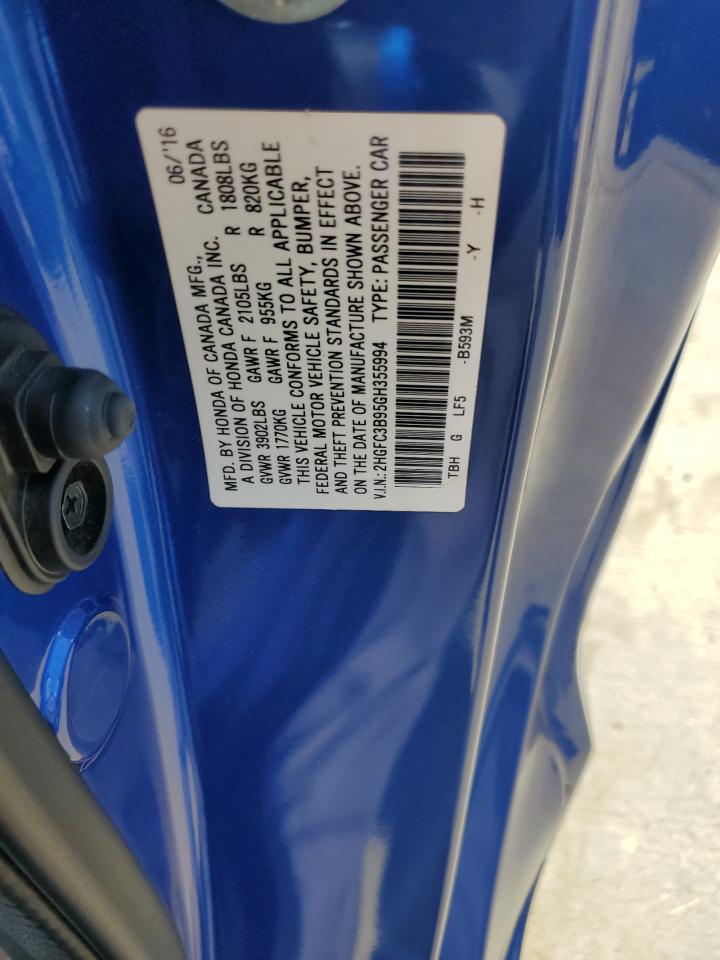 06/'16
MFD. BY HONDA OF CANADA MFG.,
A DIVISION OF HONDA CANADA INC. CANADA
GVWR 3902LBS GAWR F 2105LBS R 1808LBS
GVWR 1770KG GAWR F 955KG R 820KG
THIS VEHICLE CONFORMS TO ALL APPLICABLE
FEDERAL MOTOR VEHICLE SAFETY, BUMPER,
AND THEFT PREVENTION STANDARDS IN EFFECT
ON THE DATE OF MANUFACTURE SHOWN ABOVE.
V.I.N.:2HGFC3B95GH355994 TYPE: PASSENGER CAR
TBH G LF5 -B593M -Y -H